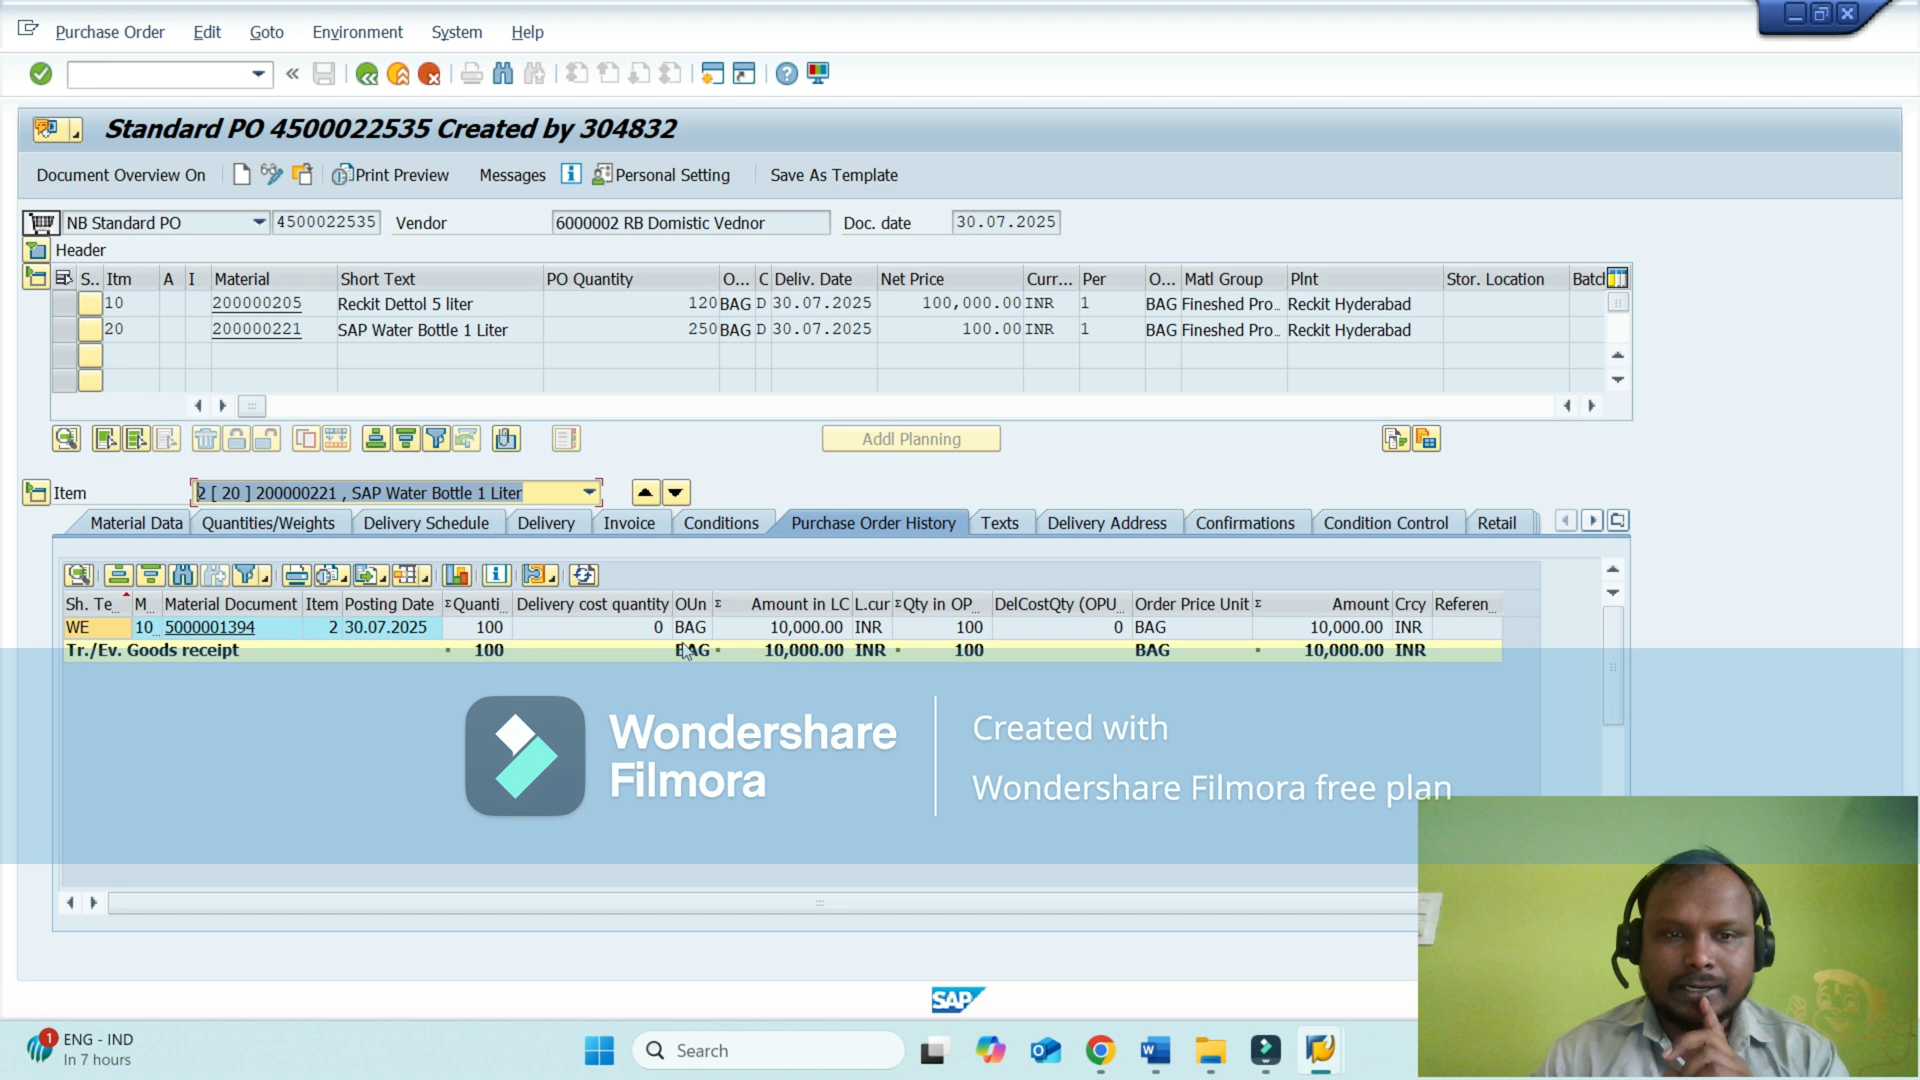 Purchase Order Edit Goto Environment System Help
Standard PO 4500022535 Created by 304832
Document Overview On Print Preview Messages Personal Setting Save As Template
NB Standard PO 4500022535 Vendor 6000002 RB Domistic Vednor Doc. date 30.07.2025
Header
S.. Itm A I Material Short Text PO Quantity O... C Deliv. Date Net Price Curr... Per O... Matl Group Plnt Stor. Location Batcl
10 200000205 Reckit Dettol 5 liter 120 BAG D 30.07.2025 100,000.00 INR 1 BAG Fineshed Pro... Reckit Hyderabad
20 200000221 SAP Water Bottle 1 Liter 250 BAG D 30.07.2025 100.00 INR 1 BAG Fineshed Pro... Reckit Hyderabad
Addl Planning
Item 2 [ 20 ] 200000221 , SAP Water Bottle 1 Liter
Material Data Quantities/Weights Delivery Schedule Delivery Invoice Conditions Purchase Order History Texts Delivery Address Confirmations Condition Control Retail
Sh. Te... M... Material Document Item Posting Date Σ Quanti... Delivery cost quantity OUn Σ Amount in LC L.cur Σ Qty in OP... DelCostQty (OPU... Order Price Unit Σ Amount Crcy Referen...
WE 10... 5000001394 2 30.07.2025 100 0 BAG 10,000.00 INR 100 0 BAG 10,000.00 INR
Tr./Ev. Goods receipt 100 BAG 10,000.00 INR 100 BAG 10,000.00 INR
Wondershare
Filmora
Created with
Wondershare Filmora free plan
SAP
1 ENG - IND
In 7 hours
Search